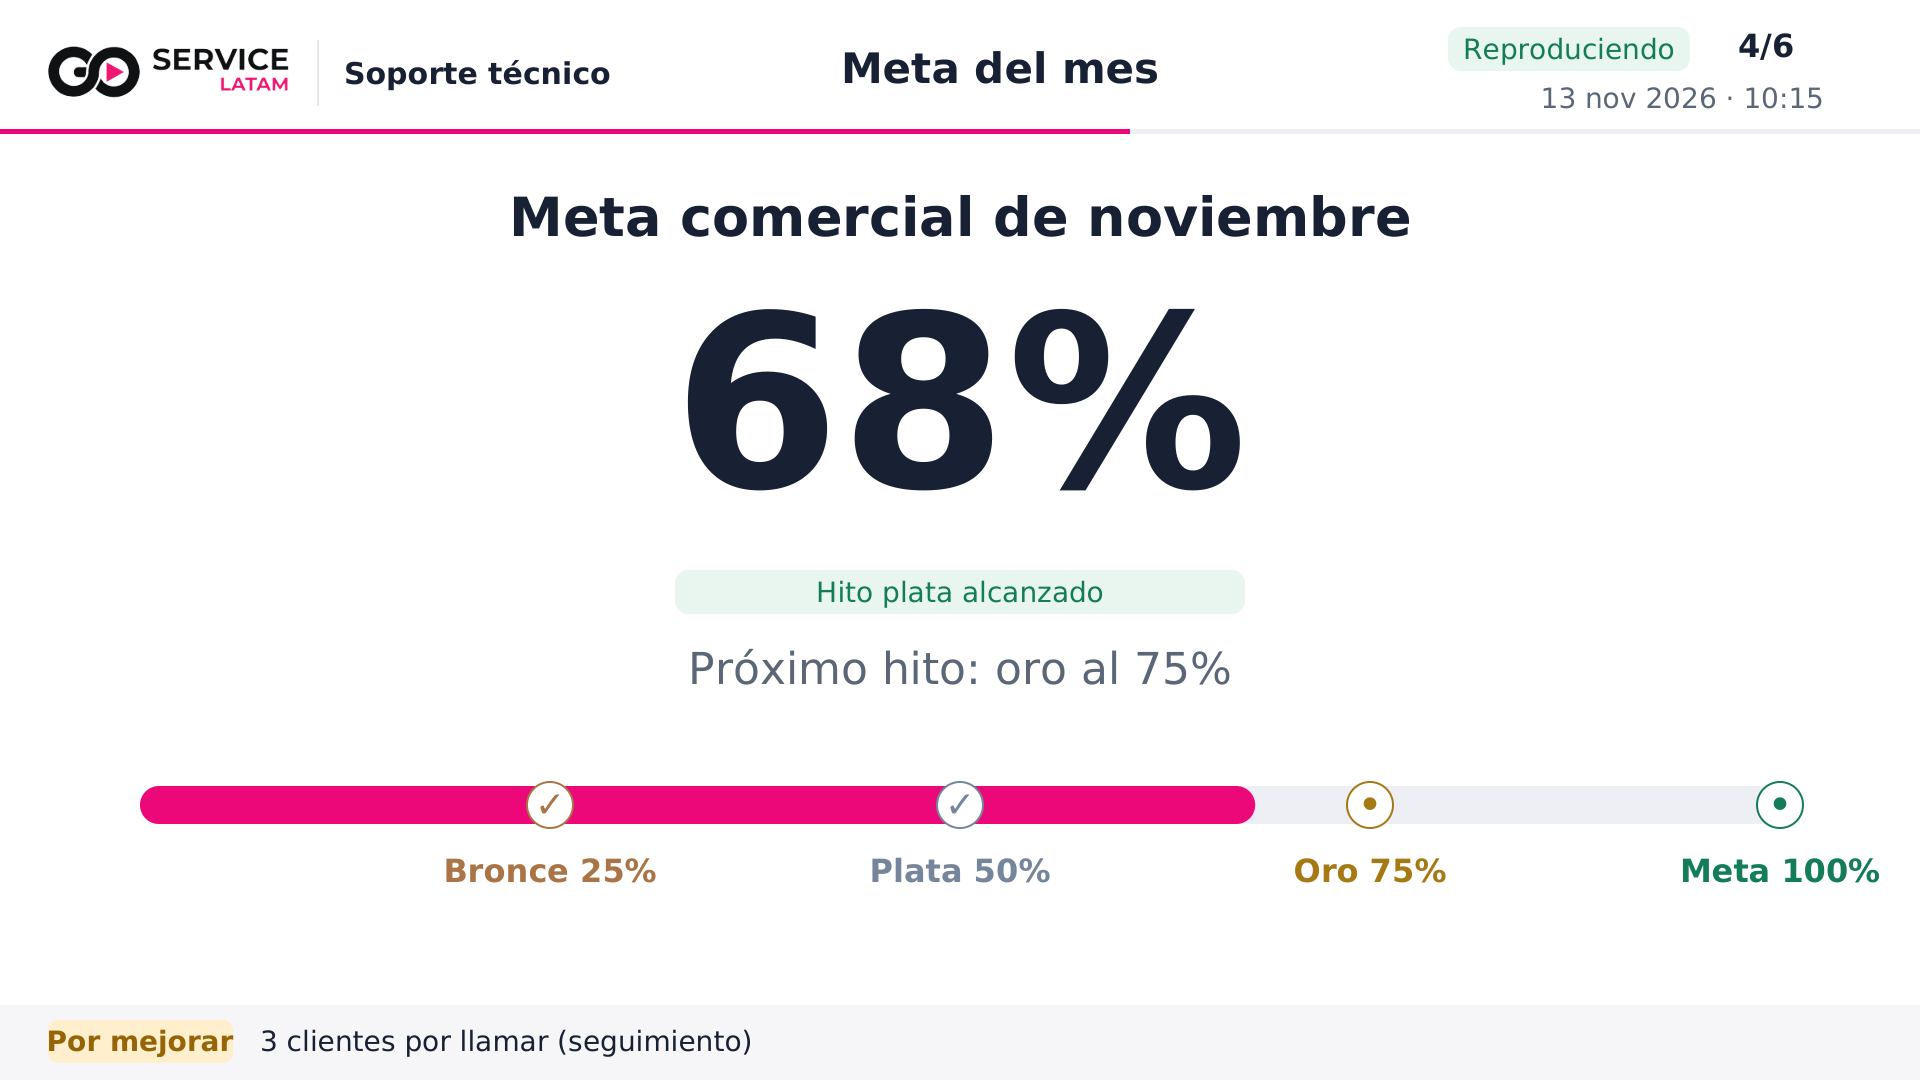 SERVICE
LATAM
Soporte técnico
Meta del mes
Reproduciendo
4/6
13 nov 2026 · 10:15
Meta comercial de noviembre
68%
Hito plata alcanzado
Próximo hito: oro al 75%
✓ ✓
Bronce 25% Plata 50% Oro 75% Meta 100%
Por mejorar 3 clientes por llamar (seguimiento)